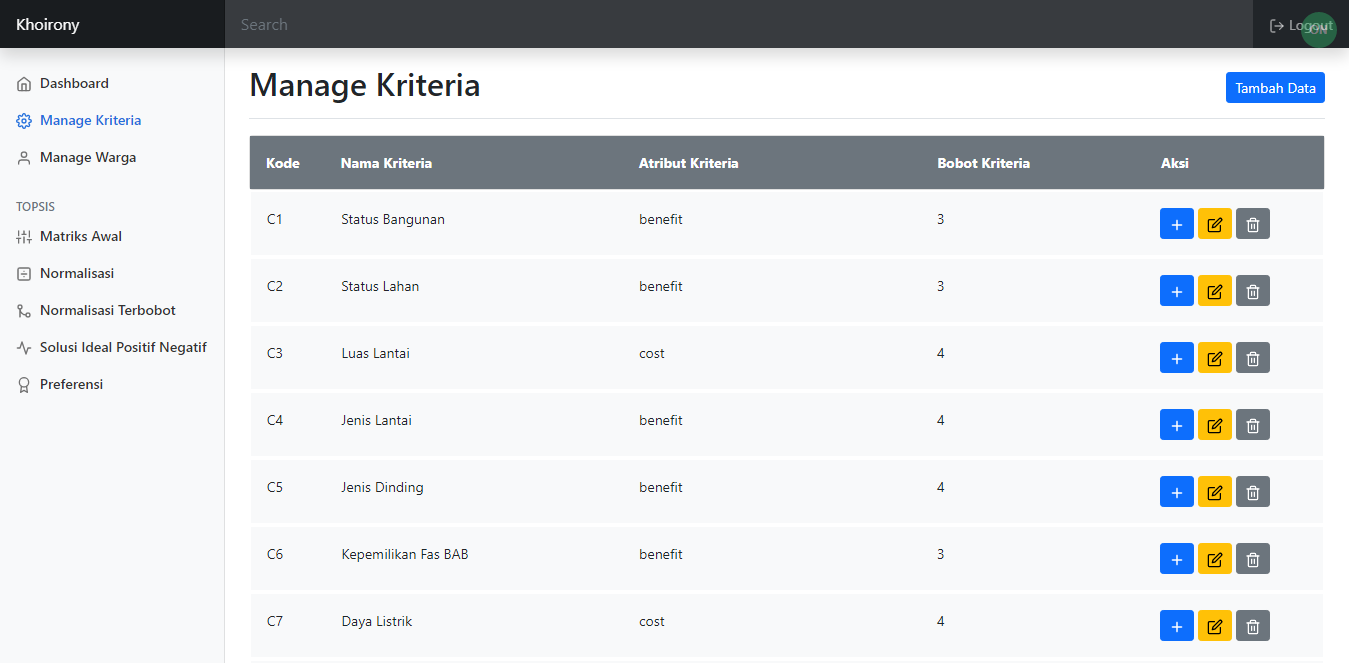 Khoirony
Search
Logout
ON
Dashboard
Manage Kriteria
Manage Warga
TOPSIS
Matriks Awal
Normalisasi
Normalisasi Terbobot
Solusi Ideal Positif Negatif
Preferensi
Manage Kriteria
Tambah Data
Kode Nama Kriteria Atribut Kriteria Bobot Kriteria Aksi
C1 Status Bangunan benefit 3
C2 Status Lahan benefit 3
C3 Luas Lantai cost 4
C4 Jenis Lantai benefit 4
C5 Jenis Dinding benefit 4
C6 Kepemilikan Fas BAB benefit 3
C7 Daya Listrik cost 4